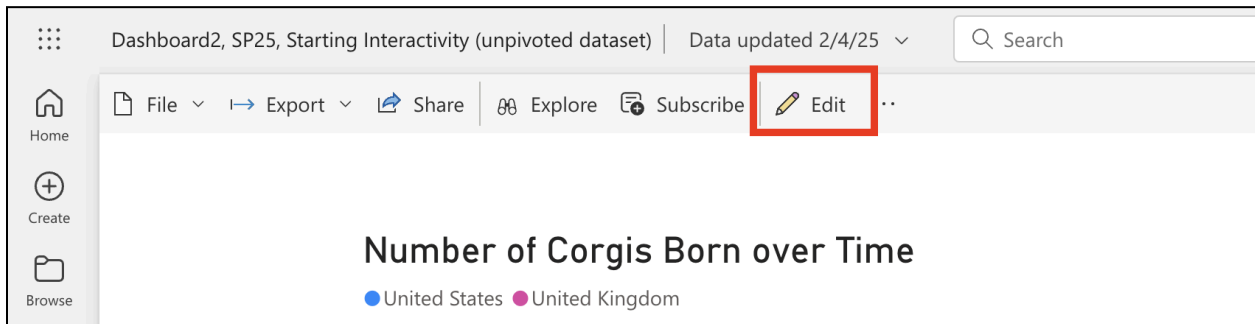 Dashboard2, SP25, Starting Interactivity (unpivoted dataset) Data updated 2/4/25 Search
File Export Share Explore Subscribe Edit
Home
Create
Browse
Number of Corgis Born over Time
United States United Kingdom